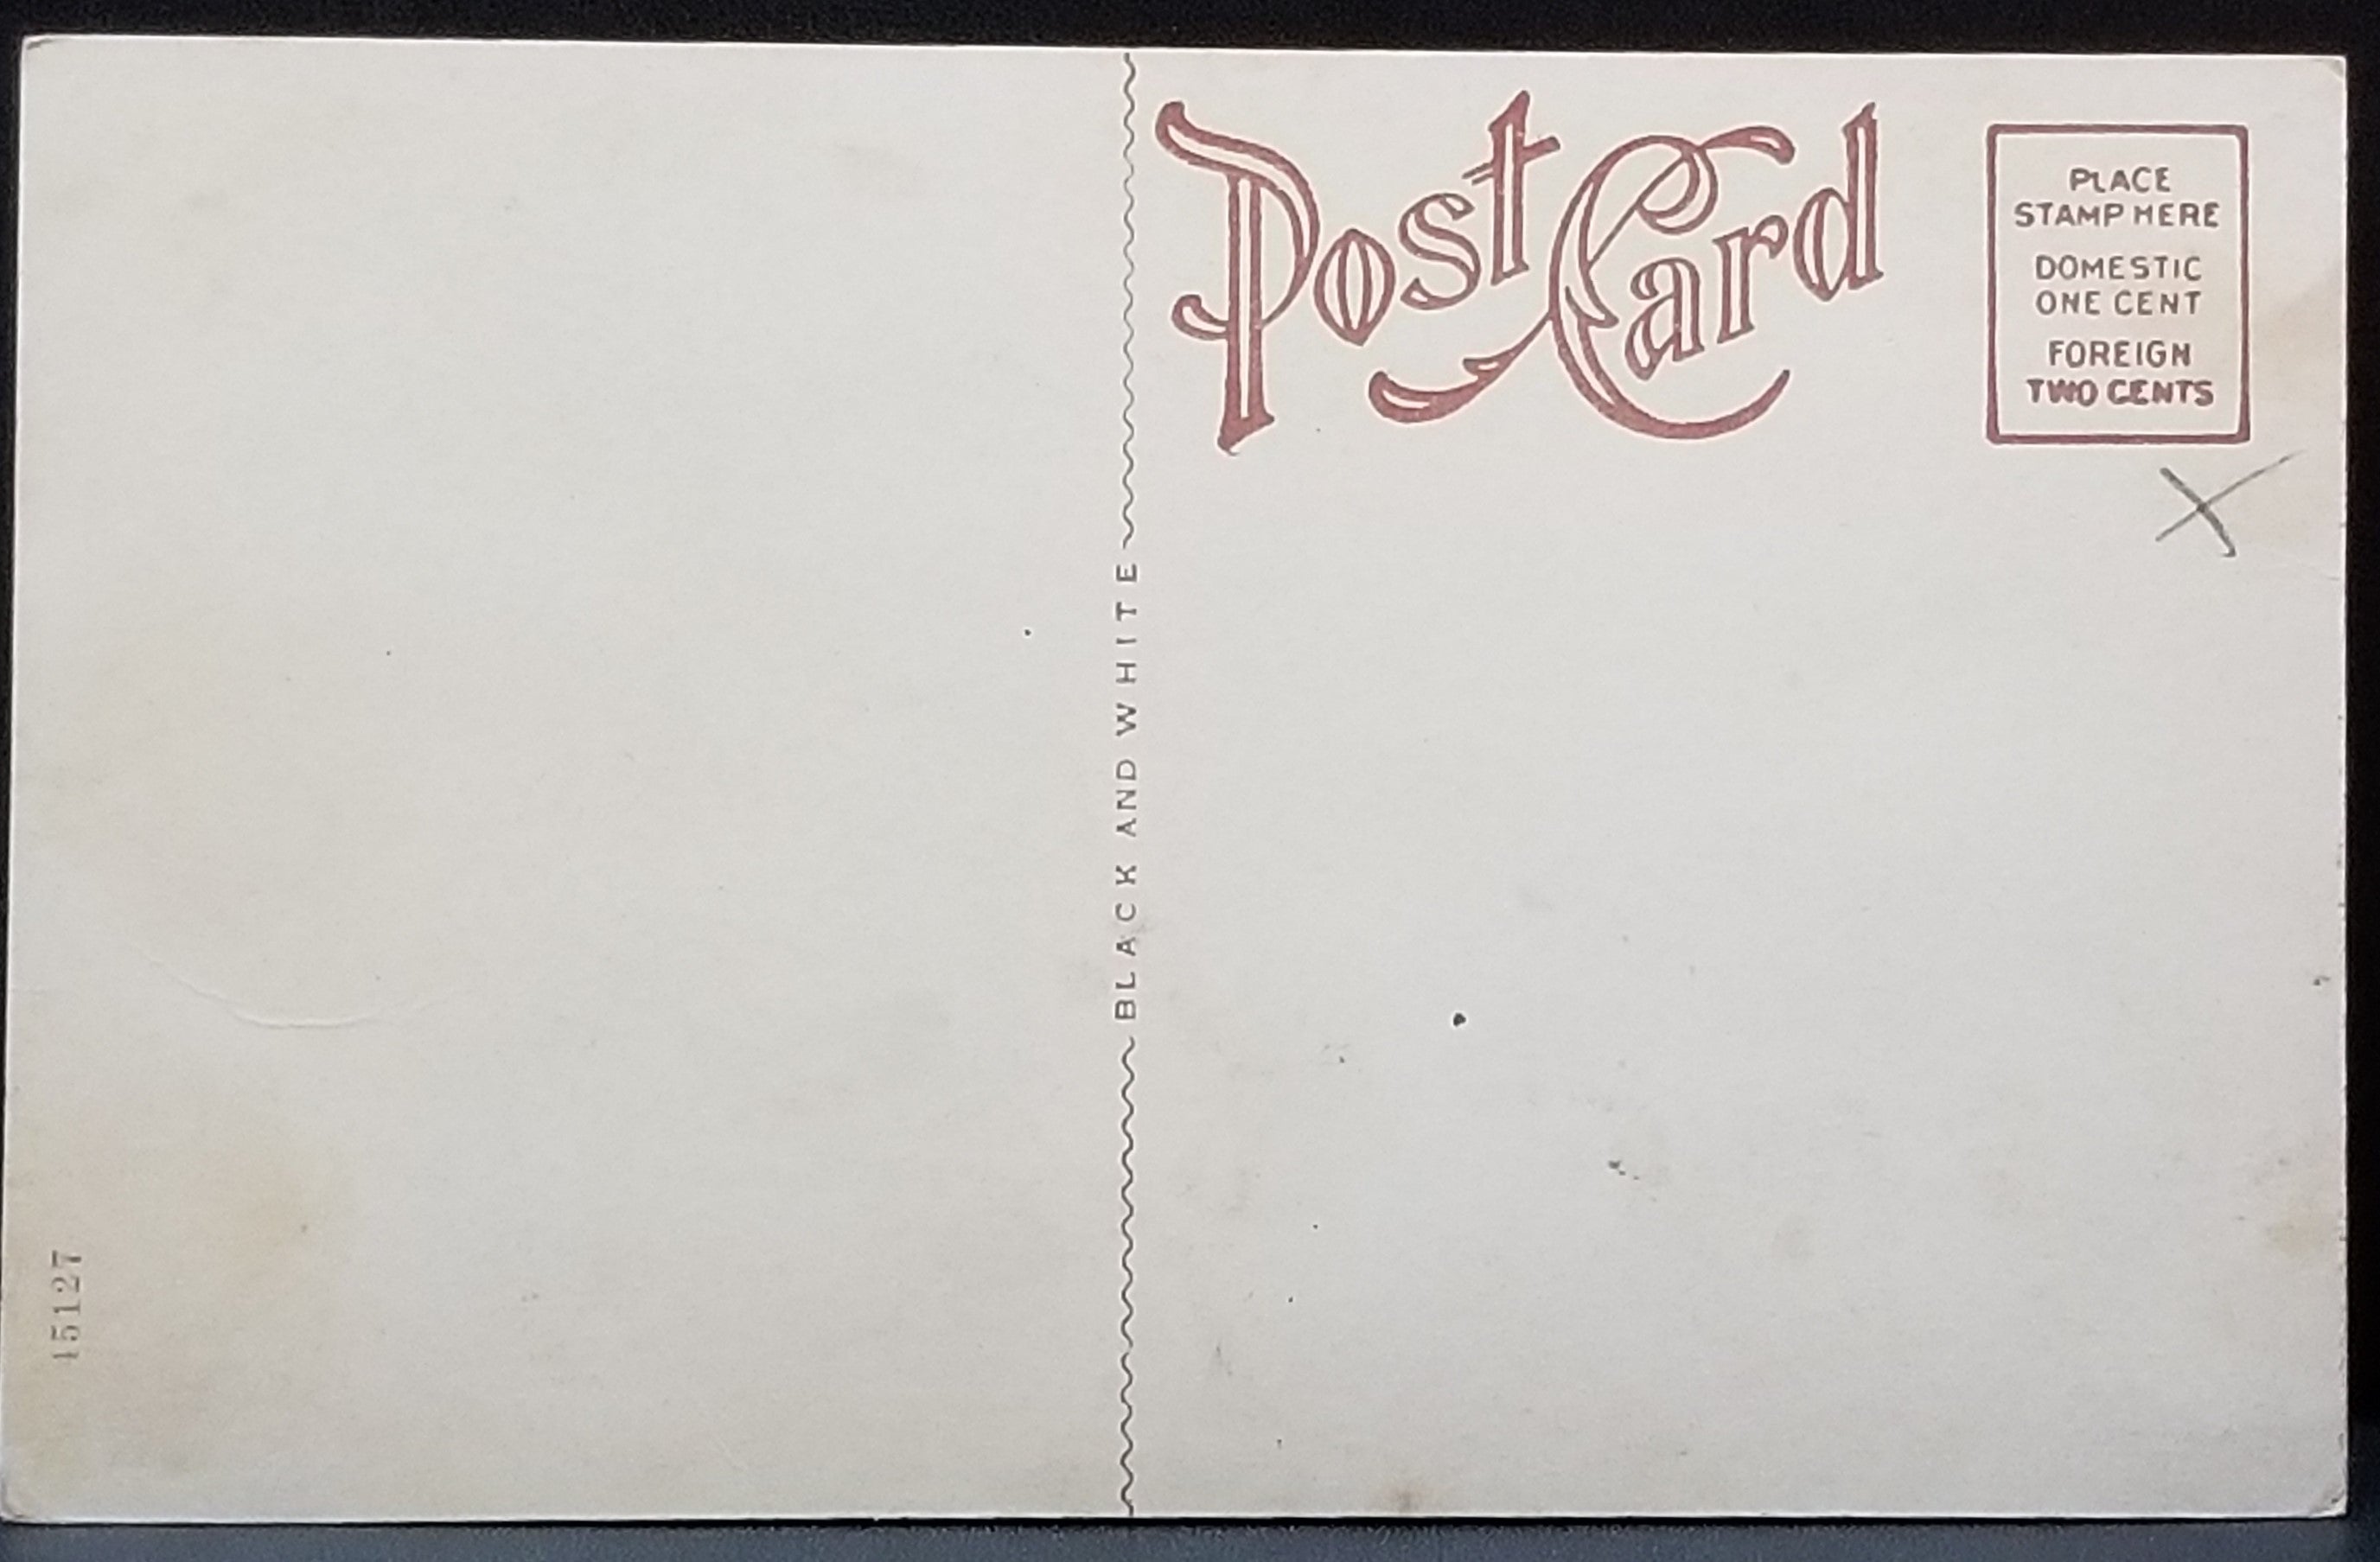 Post Card
PLACE
STAMP HERE
DOMESTIC
ONE CENT
FOREIGN
TWO CENTS
X
BLACK AND WHITE
15127